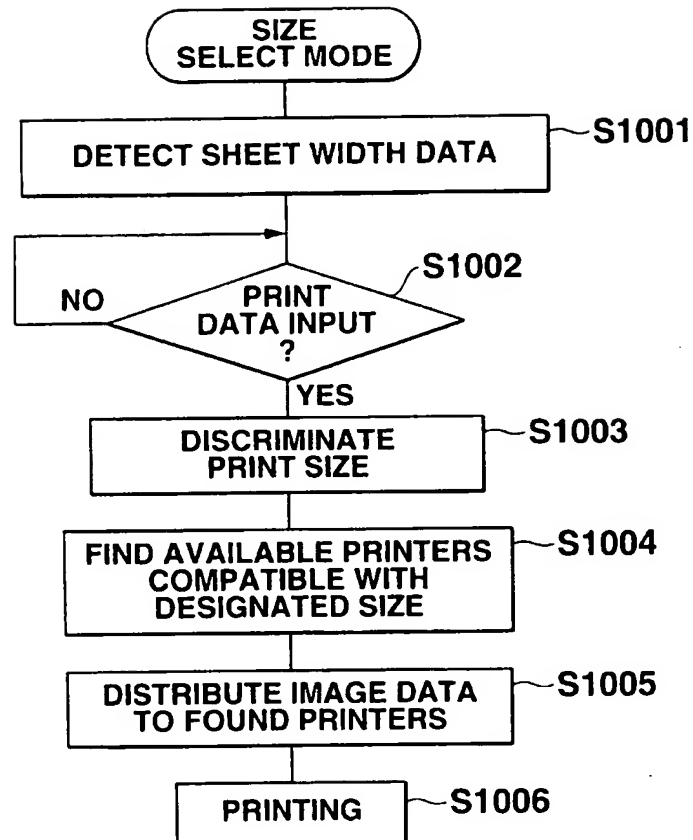 SIZE
SELECT MODE
DETECT SHEET WIDTH DATA
S1001
S1002
NO
PRINT
DATA INPUT
?
YES
DISCRIMINATE
PRINT SIZE
S1003
FIND AVAILABLE PRINTERS
COMPATIBLE WITH
DESIGNATED SIZE
S1004
DISTRIBUTE IMAGE DATA
TO FOUND PRINTERS
S1005
PRINTING
S1006